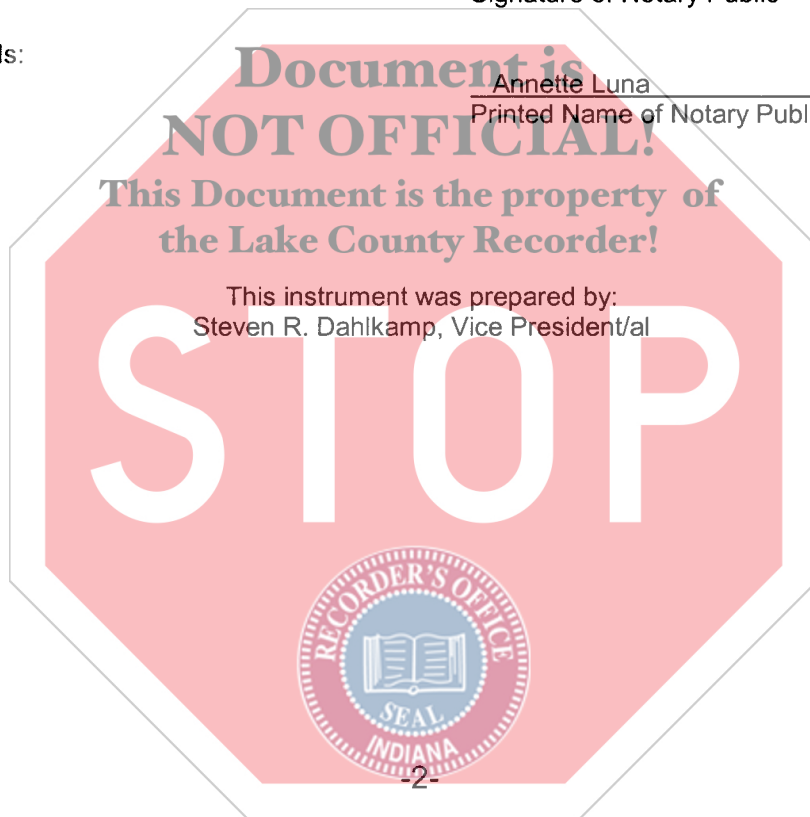 Signature of Notary Public
ls:
Document is
Annette Luna
Printed Name of Notary Publ
NOT OFFICIAL!
This Document is the property of
the Lake County Recorder!
This instrument was prepared by:
Steven R. Dahlkamp, Vice President/al
STOP
RECORDER'S OFFICE
SEAL
INDIANA
-2-